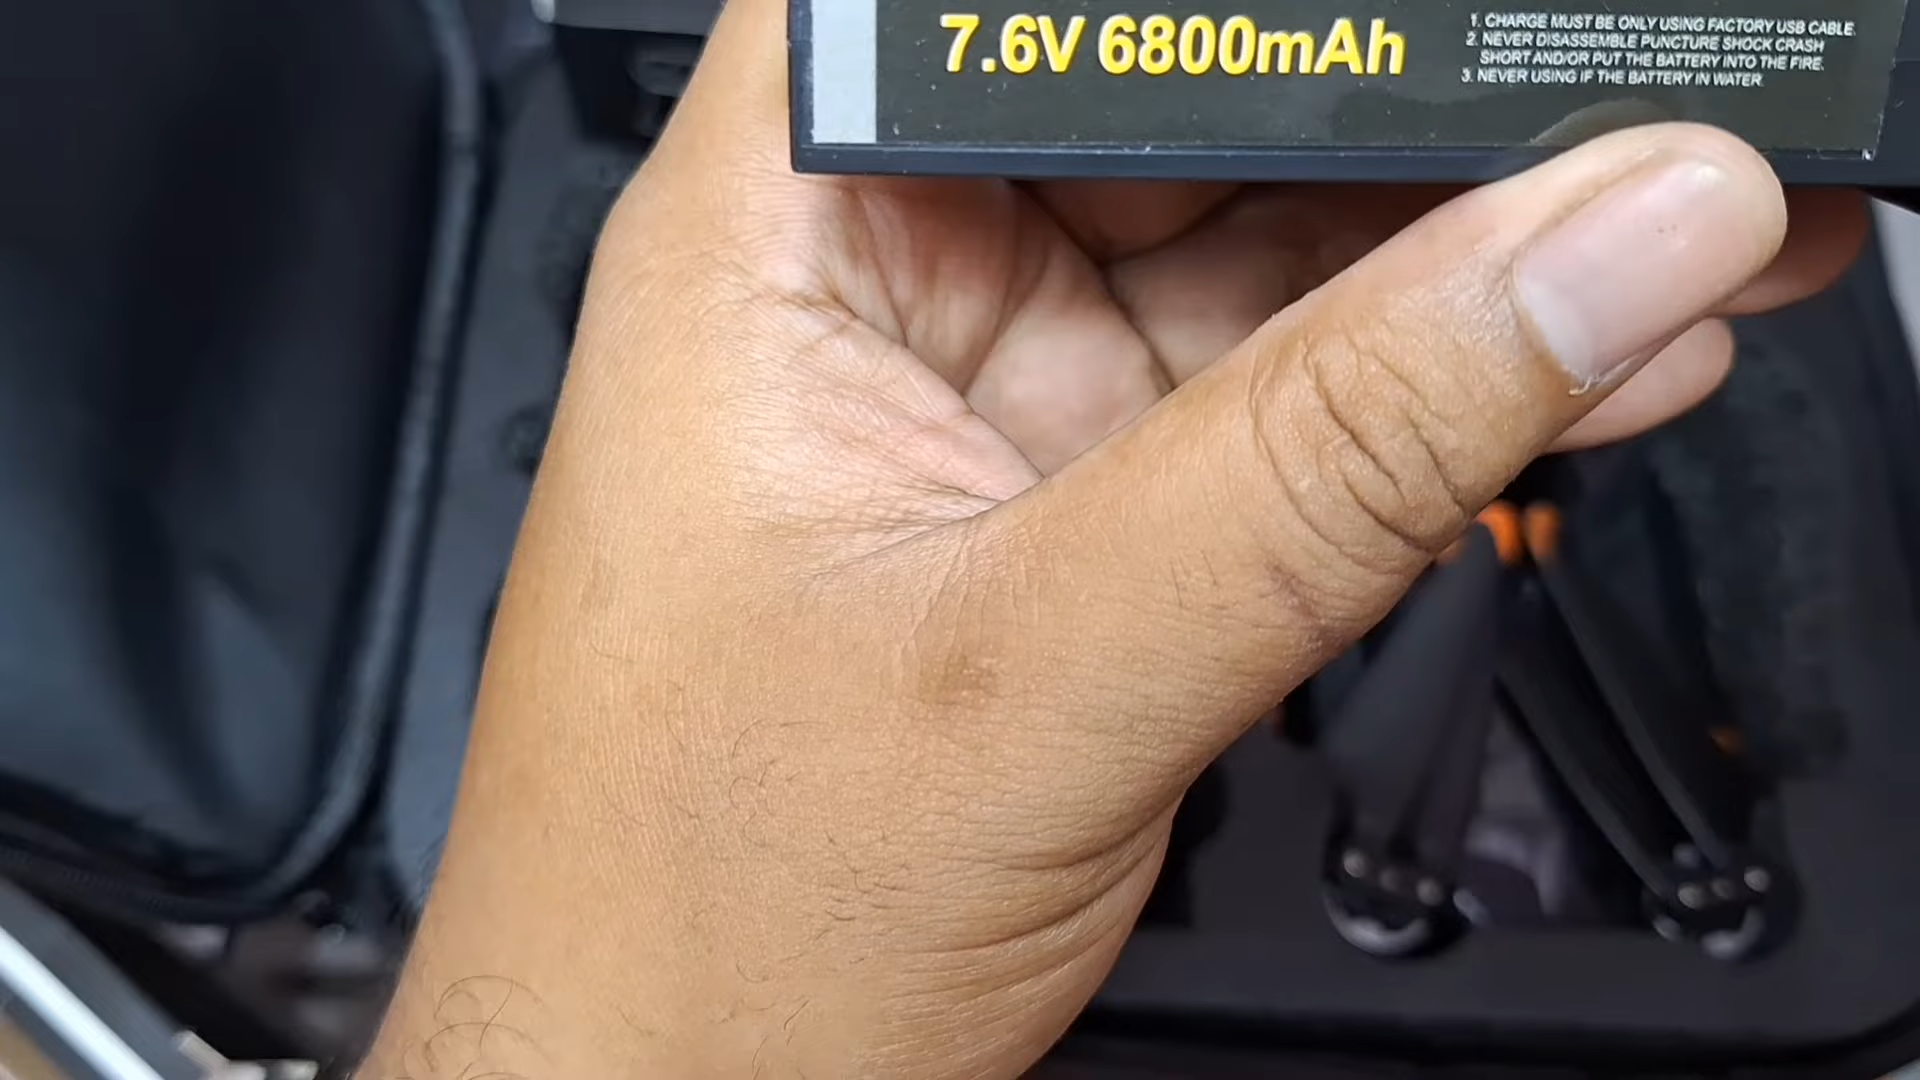 7.6V 6800mAh
1. CHARGE MUST BE ONLY USING FACTORY USB CABLE.
2. NEVER DISASSEMBLE PUNCTURE SHOCK CRASH
SHORT AND/OR PUT THE BATTERY INTO THE FIRE.
3. NEVER USING IF THE BATTERY IN WATER.